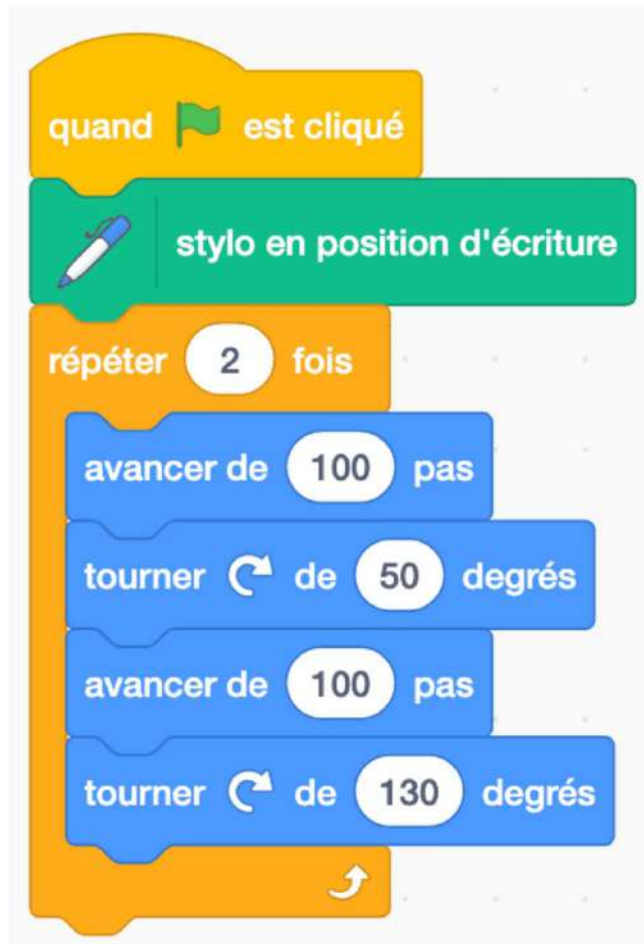 quand est cliqué
stylo en position d'écriture
répéter 2 fois
avancer de 100 pas
tourner de 50 degrés
avancer de 100 pas
tourner de 130 degrés